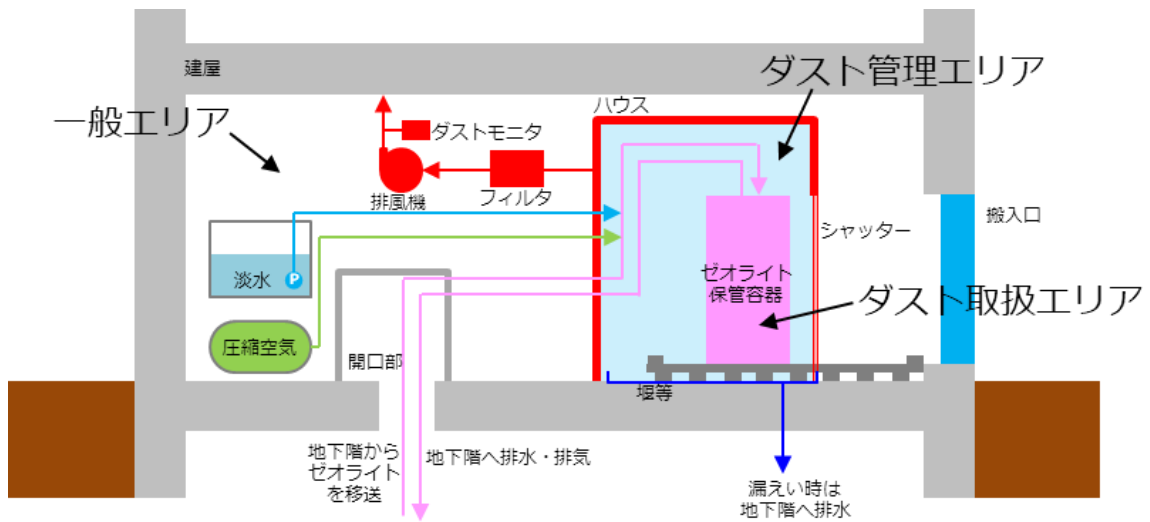 建屋
ダスト管理エリア
ハウス
一般エリア
ダストモニタ
排風機
フィルタ
搬入口
シャッター
淡水
P
ゼオライト
保管容器
ダスト取扱エリア
圧縮空気
開口部
堰等
地下階から
ゼオライト
を移送
地下階へ排水・排気
漏えい時は
地下階へ排水